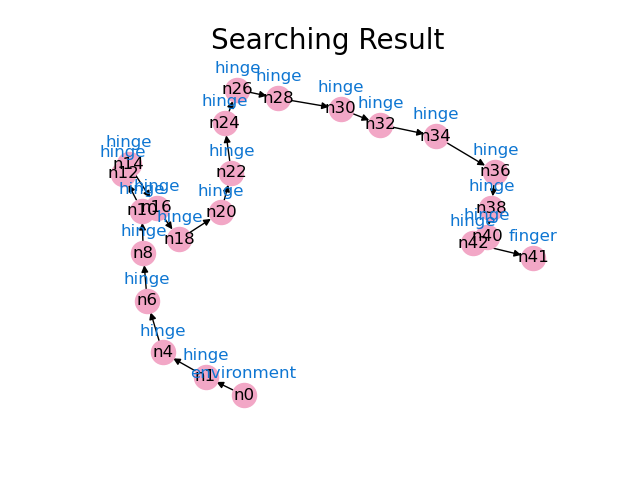 Searching Result
hinge
n26
hinge
n28
hinge
n30
hinge
n24
hinge
n32
hinge
n34
hinge
n14
hinge
n12
hinge
n22
hinge
n36
hinge
n10
hinge
n16
hinge
n20
hinge
n38
hinge
n18
hinge
n40
hinge
n42
finger
n41
hinge
n8
hinge
n6
hinge
n4
hinge
n1
environment
n0